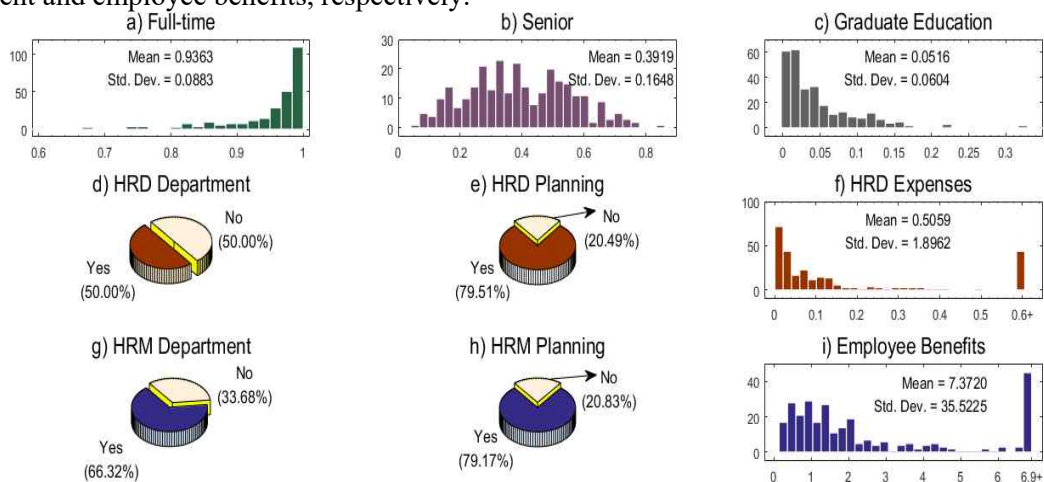 ent and employee benefits, respectively.
a) Full-time
Mean = 0.9363
Std. Dev. = 0.0883
100
50
0
0.6 0.7 0.8 0.9 1
b) Senior
Mean = 0.3919
Std. Dev. = 0.1648
30
20
10
0
0 0.2 0.4 0.6 0.8
c) Graduate Education
Mean = 0.0516
Std. Dev. = 0.0604
60
40
20
0
0 0.05 0.1 0.15 0.2 0.25 0.3
d) HRD Department
No
(50.00%)
Yes
(50.00%)
e) HRD Planning
No
(20.49%)
Yes
(79.51%)
f) HRD Expenses
Mean = 0.5059
Std. Dev. = 1.8962
100
50
0
0 0.1 0.2 0.3 0.4 0.5 0.6+
g) HRM Department
No
(33.68%)
Yes
(66.32%)
h) HRM Planning
No
(20.83%)
Yes
(79.17%)
i) Employee Benefits
Mean = 7.3720
Std. Dev. = 35.5225
40
20
0
0 1 2 3 4 5 6 6.9+